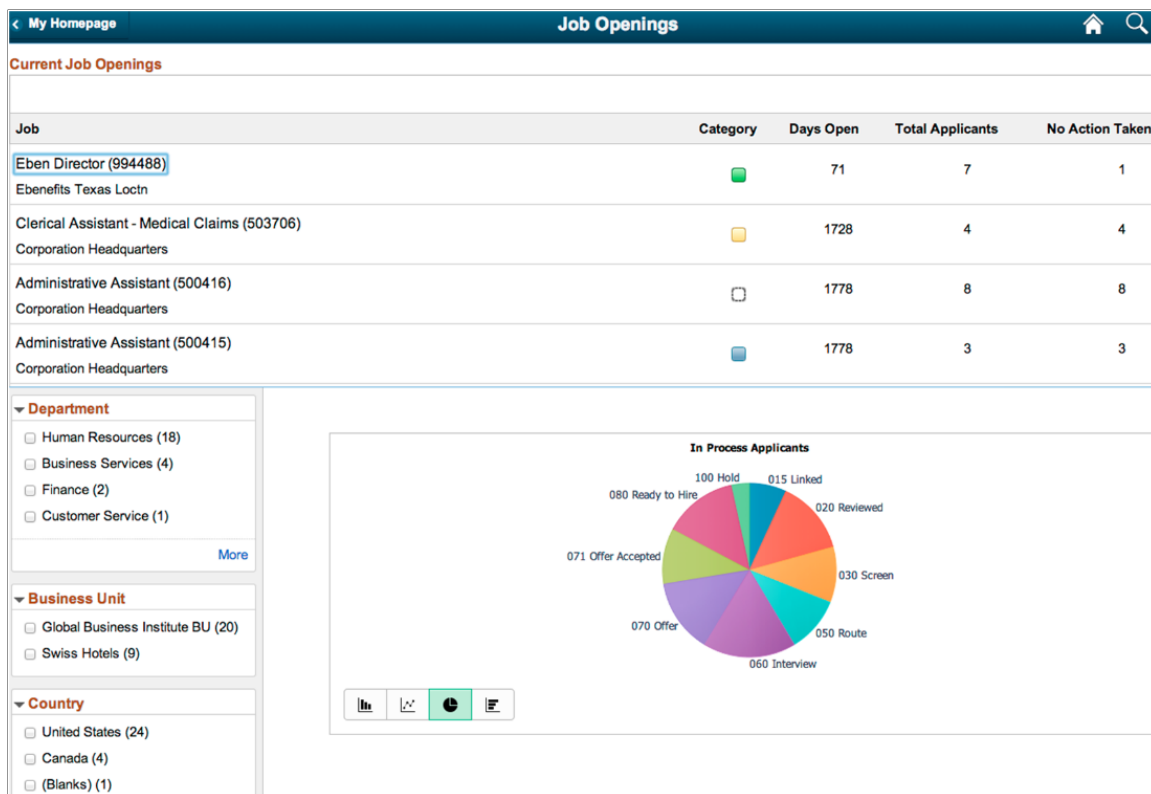 My Homepage
Job Openings
Current Job Openings
Job Category Days Open Total Applicants No Action Taken
Eben Director (994488) 71 7 1
Ebenefits Texas Loctn
Clerical Assistant - Medical Claims (503706) 1728 4 4
Corporation Headquarters
Administrative Assistant (500416) 1778 8 8
Corporation Headquarters
Administrative Assistant (500415) 1778 3 3
Corporation Headquarters
Department
Human Resources (18)
Business Services (4)
Finance (2)
Customer Service (1)
More
Business Unit
Global Business Institute BU (20)
Swiss Hotels (9)
Country
United States (24)
Canada (4)
(Blanks) (1)
In Process Applicants
100 Hold
015 Linked
080 Ready to Hire
020 Reviewed
071 Offer Accepted
030 Screen
070 Offer
050 Route
060 Interview